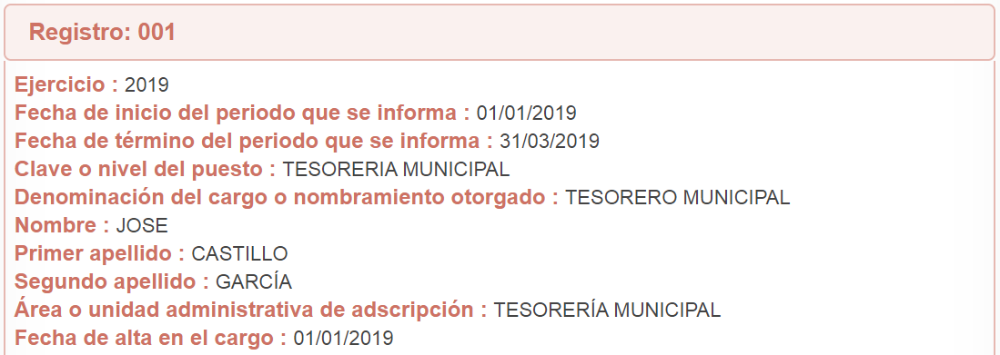 Registro: 001
Ejercicio : 2019
Fecha de inicio del periodo que se informa : 01/01/2019
Fecha de término del periodo que se informa : 31/03/2019
Clave o nivel del puesto : TESORERIA MUNICIPAL
Denominación del cargo o nombramiento otorgado : TESORERO MUNICIPAL
Nombre : JOSE
Primer apellido : CASTILLO
Segundo apellido : GARCÍA
Área o unidad administrativa de adscripción : TESORERÍA MUNICIPAL
Fecha de alta en el cargo : 01/01/2019